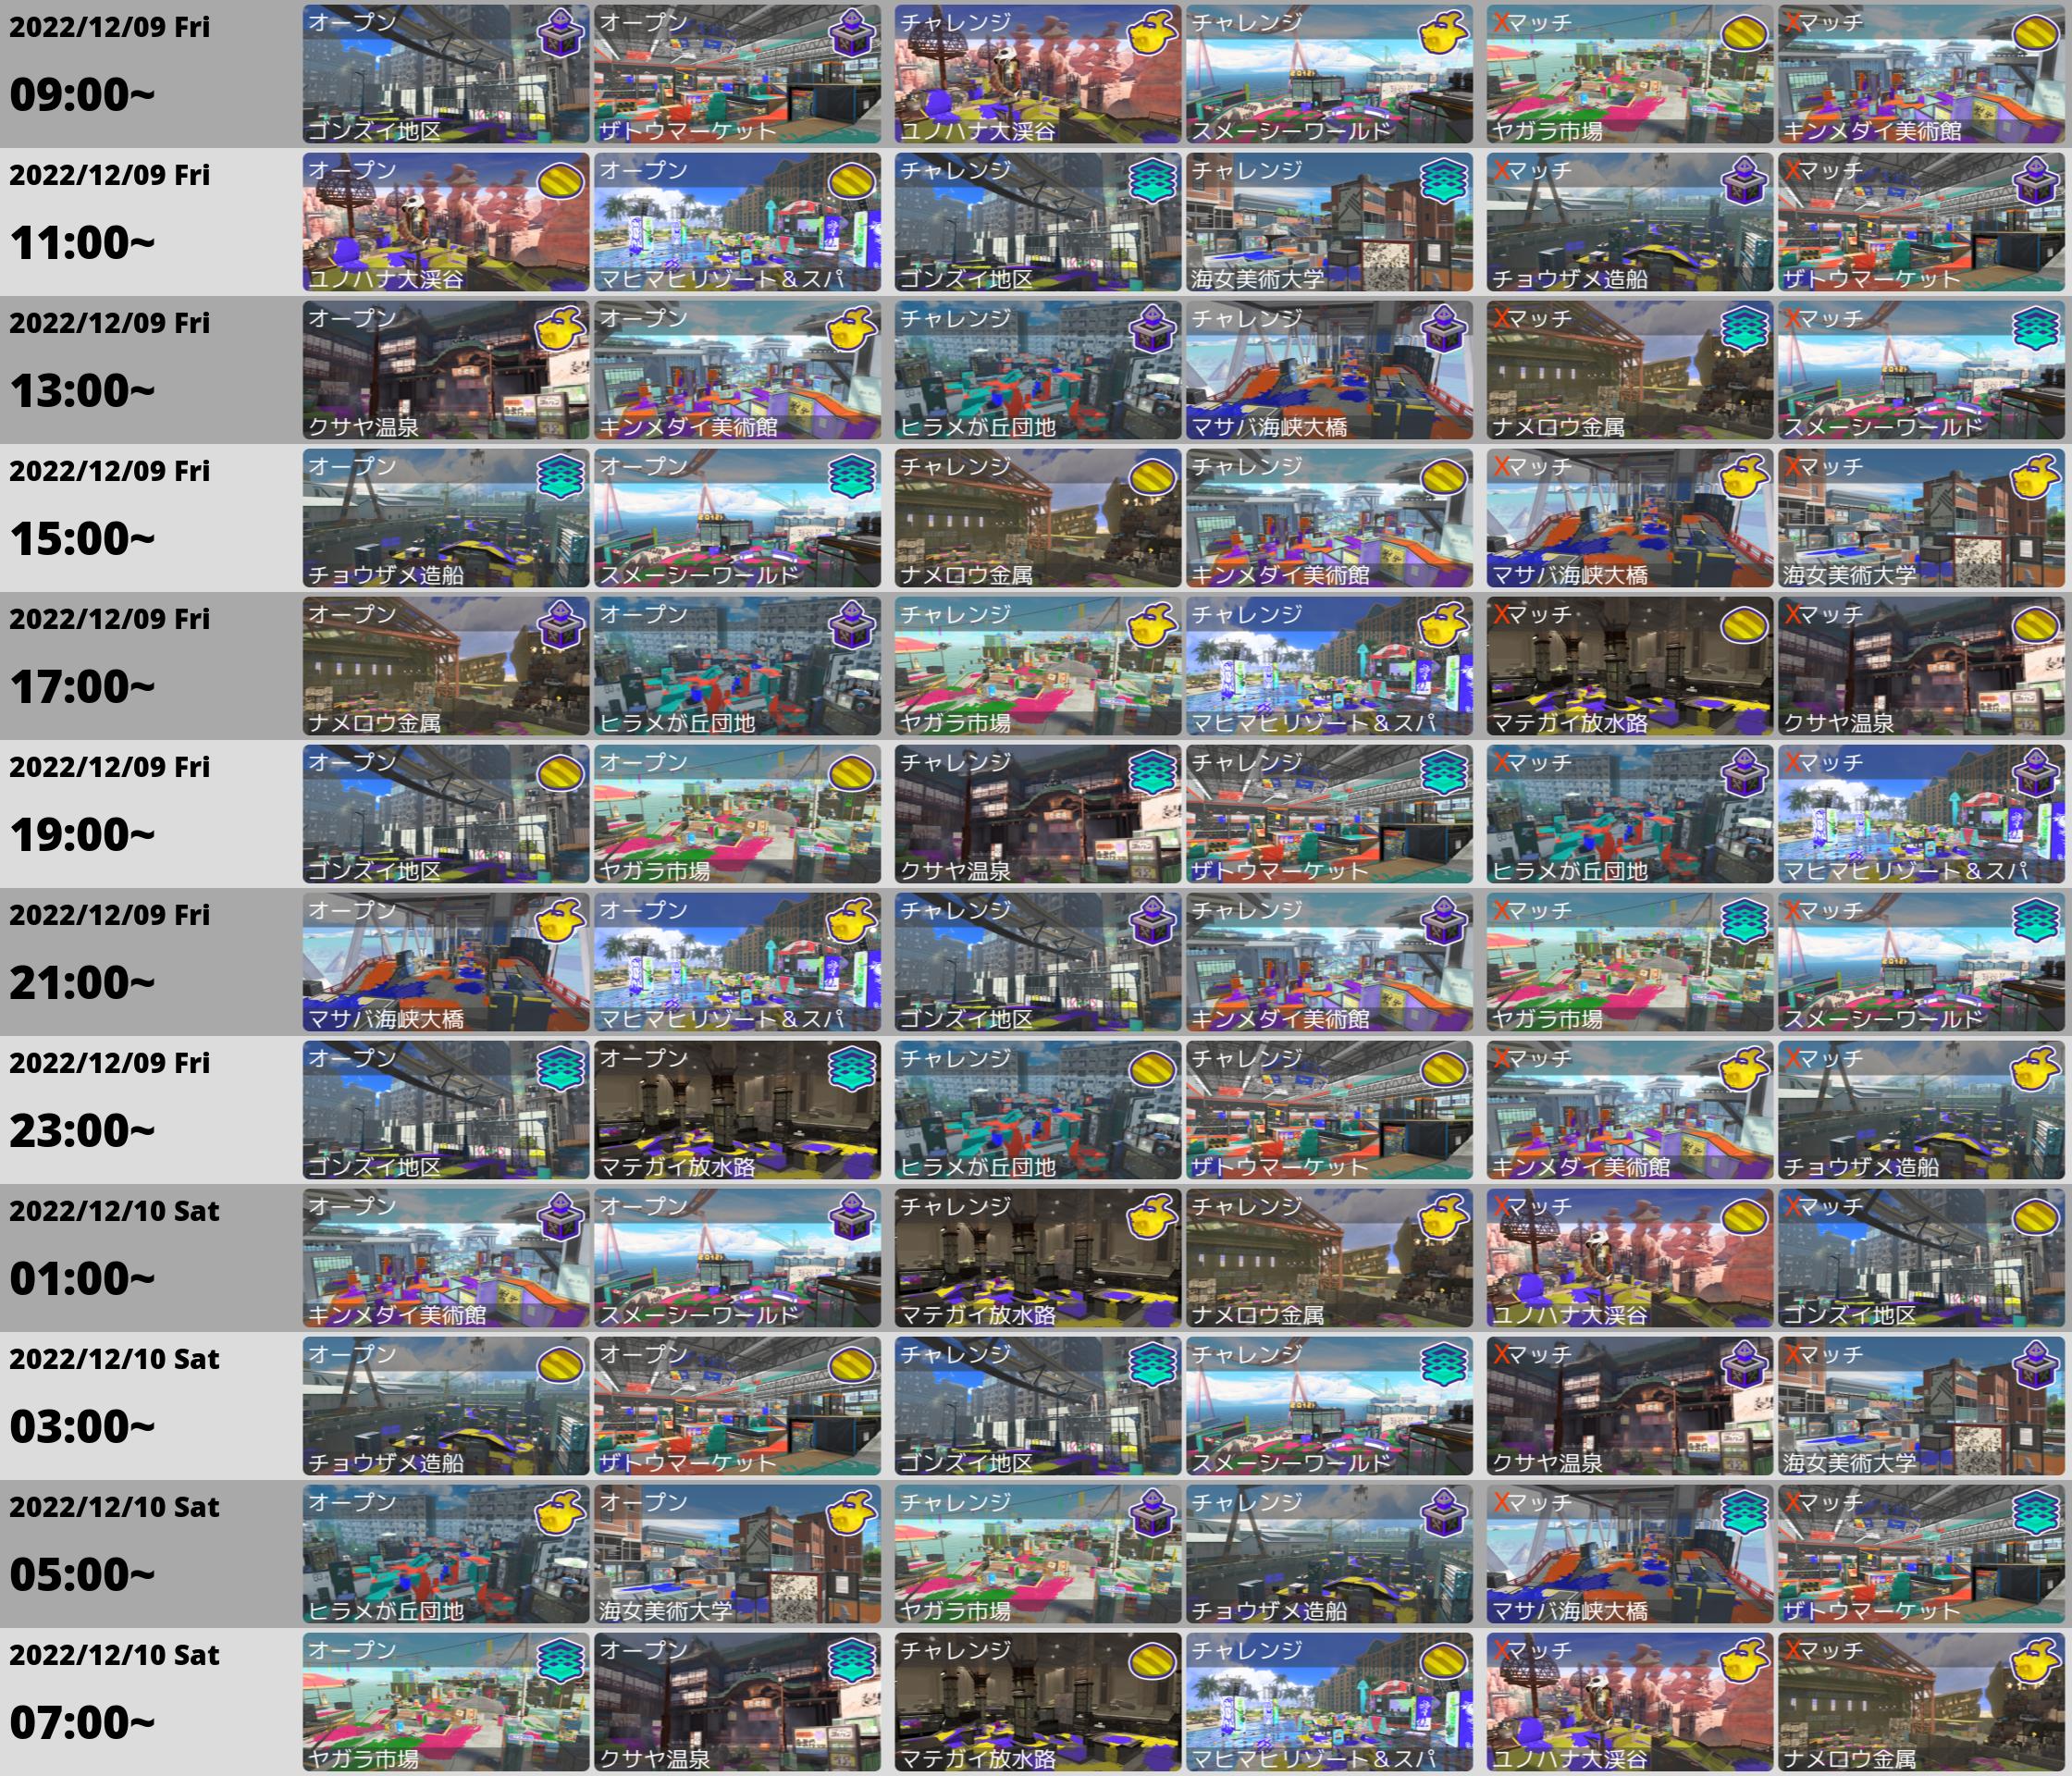 2022/12/09 Fri
09:00~
オープン オープン チャレンジ チャレンジ Xマッチ Xマッチ
ゴンズイ地区 ザトウマーケット ユノハナ大渓谷 スメーシーワールド ヤガラ市場 キンメダイ美術館
2022/12/09 Fri
11:00~
オープン オープン チャレンジ チャレンジ Xマッチ Xマッチ
ユノハナ大渓谷 マヒマヒリゾート＆スパ ゴンズイ地区 海女美術大学 チョウザメ造船 ザトウマーケット
2022/12/09 Fri
13:00~
オープン オープン チャレンジ チャレンジ Xマッチ Xマッチ
クサヤ温泉 キンメダイ美術館 ヒラメが丘団地 マサバ海峡大橋 ナメロウ金属 スメーシーワールド
2022/12/09 Fri
15:00~
オープン オープン チャレンジ チャレンジ Xマッチ Xマッチ
チョウザメ造船 スメーシーワールド ナメロウ金属 キンメダイ美術館 マサバ海峡大橋 海女美術大学
2022/12/09 Fri
17:00~
オープン オープン チャレンジ チャレンジ Xマッチ Xマッチ
ナメロウ金属 ヒラメが丘団地 ヤガラ市場 マヒマヒリゾート＆スパ マテガイ放水路 クサヤ温泉
2022/12/09 Fri
19:00~
オープン オープン チャレンジ チャレンジ Xマッチ Xマッチ
ゴンズイ地区 ヤガラ市場 クサヤ温泉 ザトウマーケット ヒラメが丘団地 マヒマヒリゾート＆スパ
2022/12/09 Fri
21:00~
オープン オープン チャレンジ チャレンジ Xマッチ Xマッチ
マサバ海峡大橋 マヒマヒリゾート＆スパ ゴンズイ地区 キンメダイ美術館 ヤガラ市場 スメーシーワールド
2022/12/09 Fri
23:00~
オープン オープン チャレンジ チャレンジ Xマッチ Xマッチ
ゴンズイ地区 マテガイ放水路 ヒラメが丘団地 ザトウマーケット キンメダイ美術館 チョウザメ造船
2022/12/10 Sat
01:00~
オープン オープン チャレンジ チャレンジ Xマッチ Xマッチ
キンメダイ美術館 スメーシーワールド マテガイ放水路 ナメロウ金属 ユノハナ大渓谷 ゴンズイ地区
2022/12/10 Sat
03:00~
オープン オープン チャレンジ チャレンジ Xマッチ Xマッチ
チョウザメ造船 ザトウマーケット ゴンズイ地区 スメーシーワールド クサヤ温泉 海女美術大学
2022/12/10 Sat
05:00~
オープン オープン チャレンジ チャレンジ Xマッチ Xマッチ
ヒラメが丘団地 海女美術大学 ヤガラ市場 チョウザメ造船 マサバ海峡大橋 ザトウマーケット
2022/12/10 Sat
07:00~
オープン オープン チャレンジ チャレンジ Xマッチ Xマッチ
ヤガラ市場 クサヤ温泉 マテガイ放水路 マヒマヒリゾート＆スパ ユノハナ大渓谷 ナメロウ金属